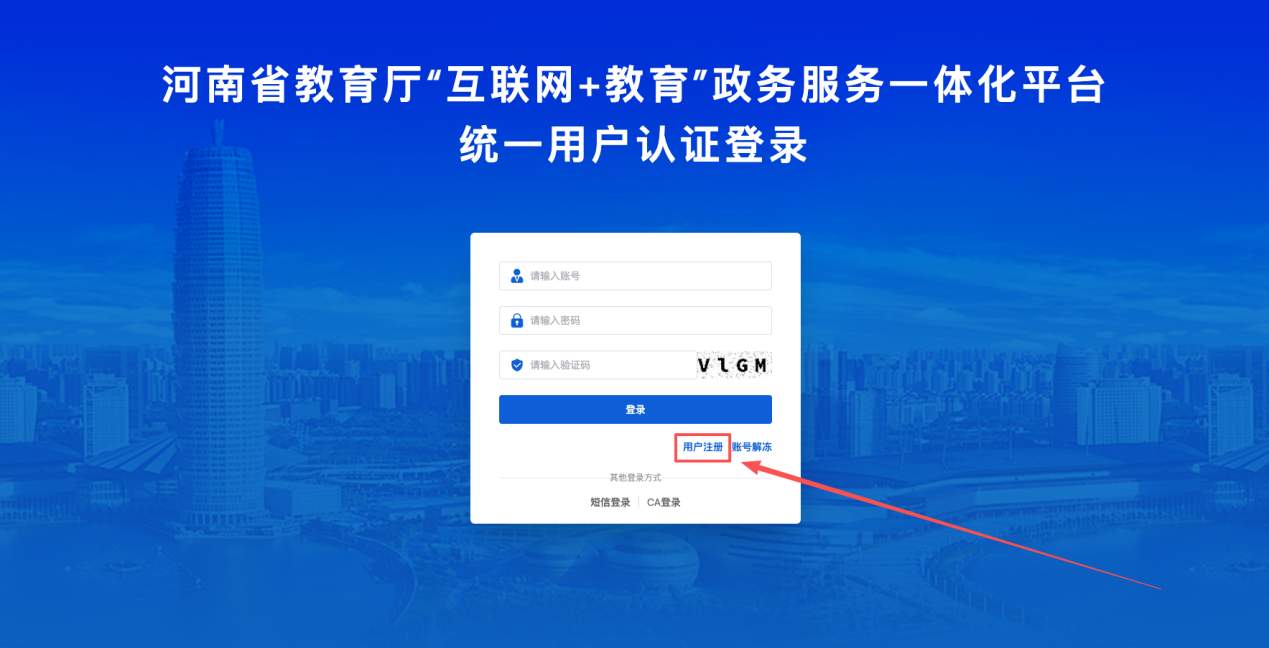 河南省教育厅“互联网+教育”政务服务一体化平台
统一用户认证登录
请输入账号
请输入密码
请输入验证码 VlGM
登录
用户注册 账号解冻
其他登录方式
短信登录 CA登录